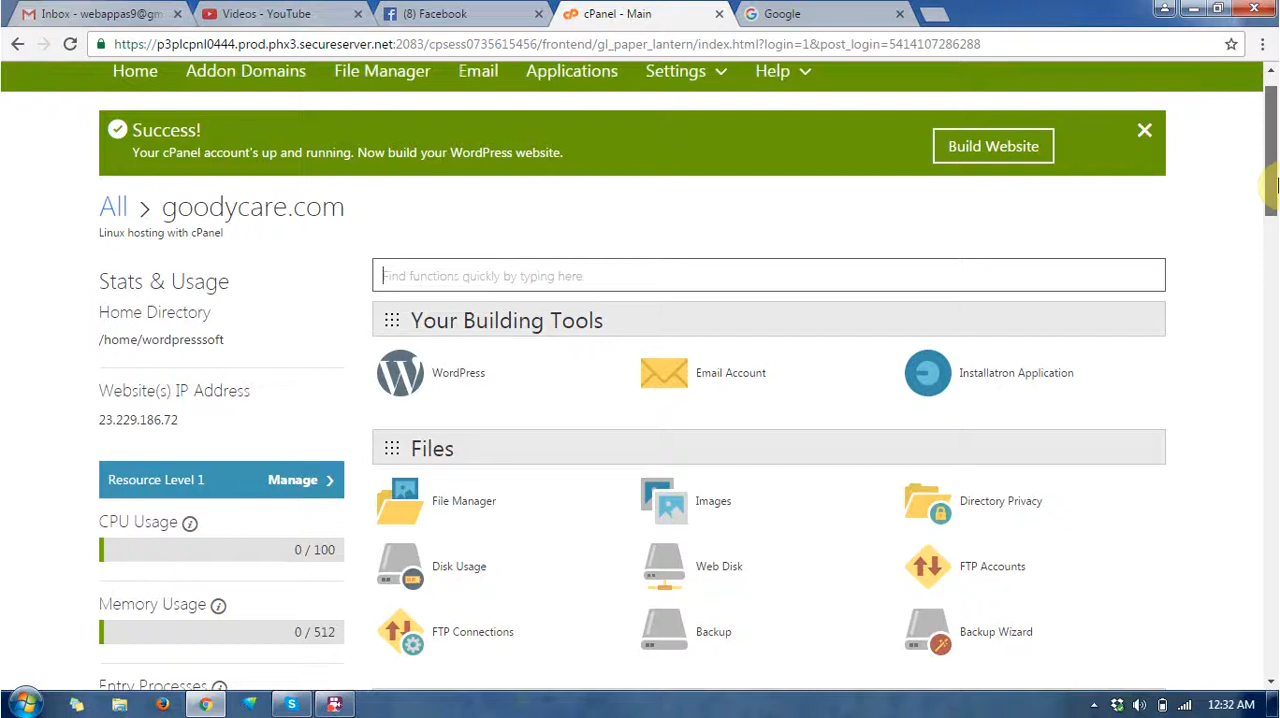 Inbox - webappas9@gm
Videos - YouTube
(8) Facebook
cPanel - Main
Google
https://p3plcpnl0444.prod.phx3.secureserver.net:2083/cpsess0735615456/frontend/gl_paper_lantern/index.html?login=1&post_login=5414107286288
Home
Addon Domains
File Manager
Email
Applications
Settings
Help
Success!
Your cPanel account's up and running. Now build your WordPress website.
Build Website
All > goodycare.com
Linux hosting with cPanel
Stats & Usage
Home Directory
/home/wordpresssoft
Website(s) IP Address
23.229.186.72
Resource Level 1
Manage
CPU Usage
0 / 100
Memory Usage
0 / 512
Entry Processes
Find functions quickly by typing here
Your Building Tools
WordPress
Email Account
Installatron Application
Files
File Manager
Images
Directory Privacy
Disk Usage
Web Disk
FTP Accounts
FTP Connections
Backup
Backup Wizard
12:32 AM